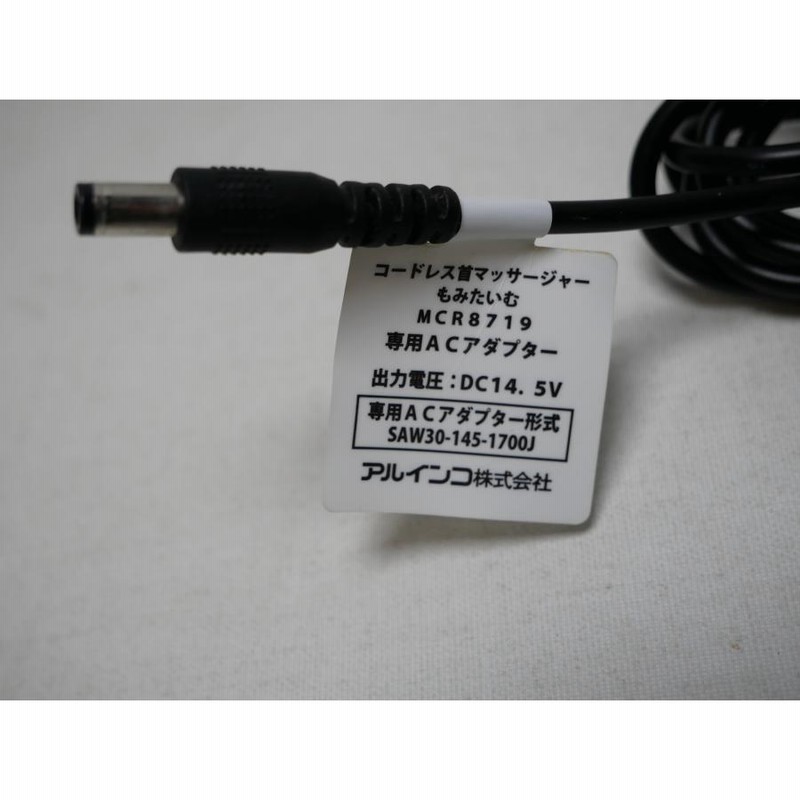 コードレス首マッサージャー
もみたいむ
MCR8719
専用ACアダプター
出力電圧：DC14.5V
専用ACアダプター形式
SAW30-145-1700J
アルインコ株式会社